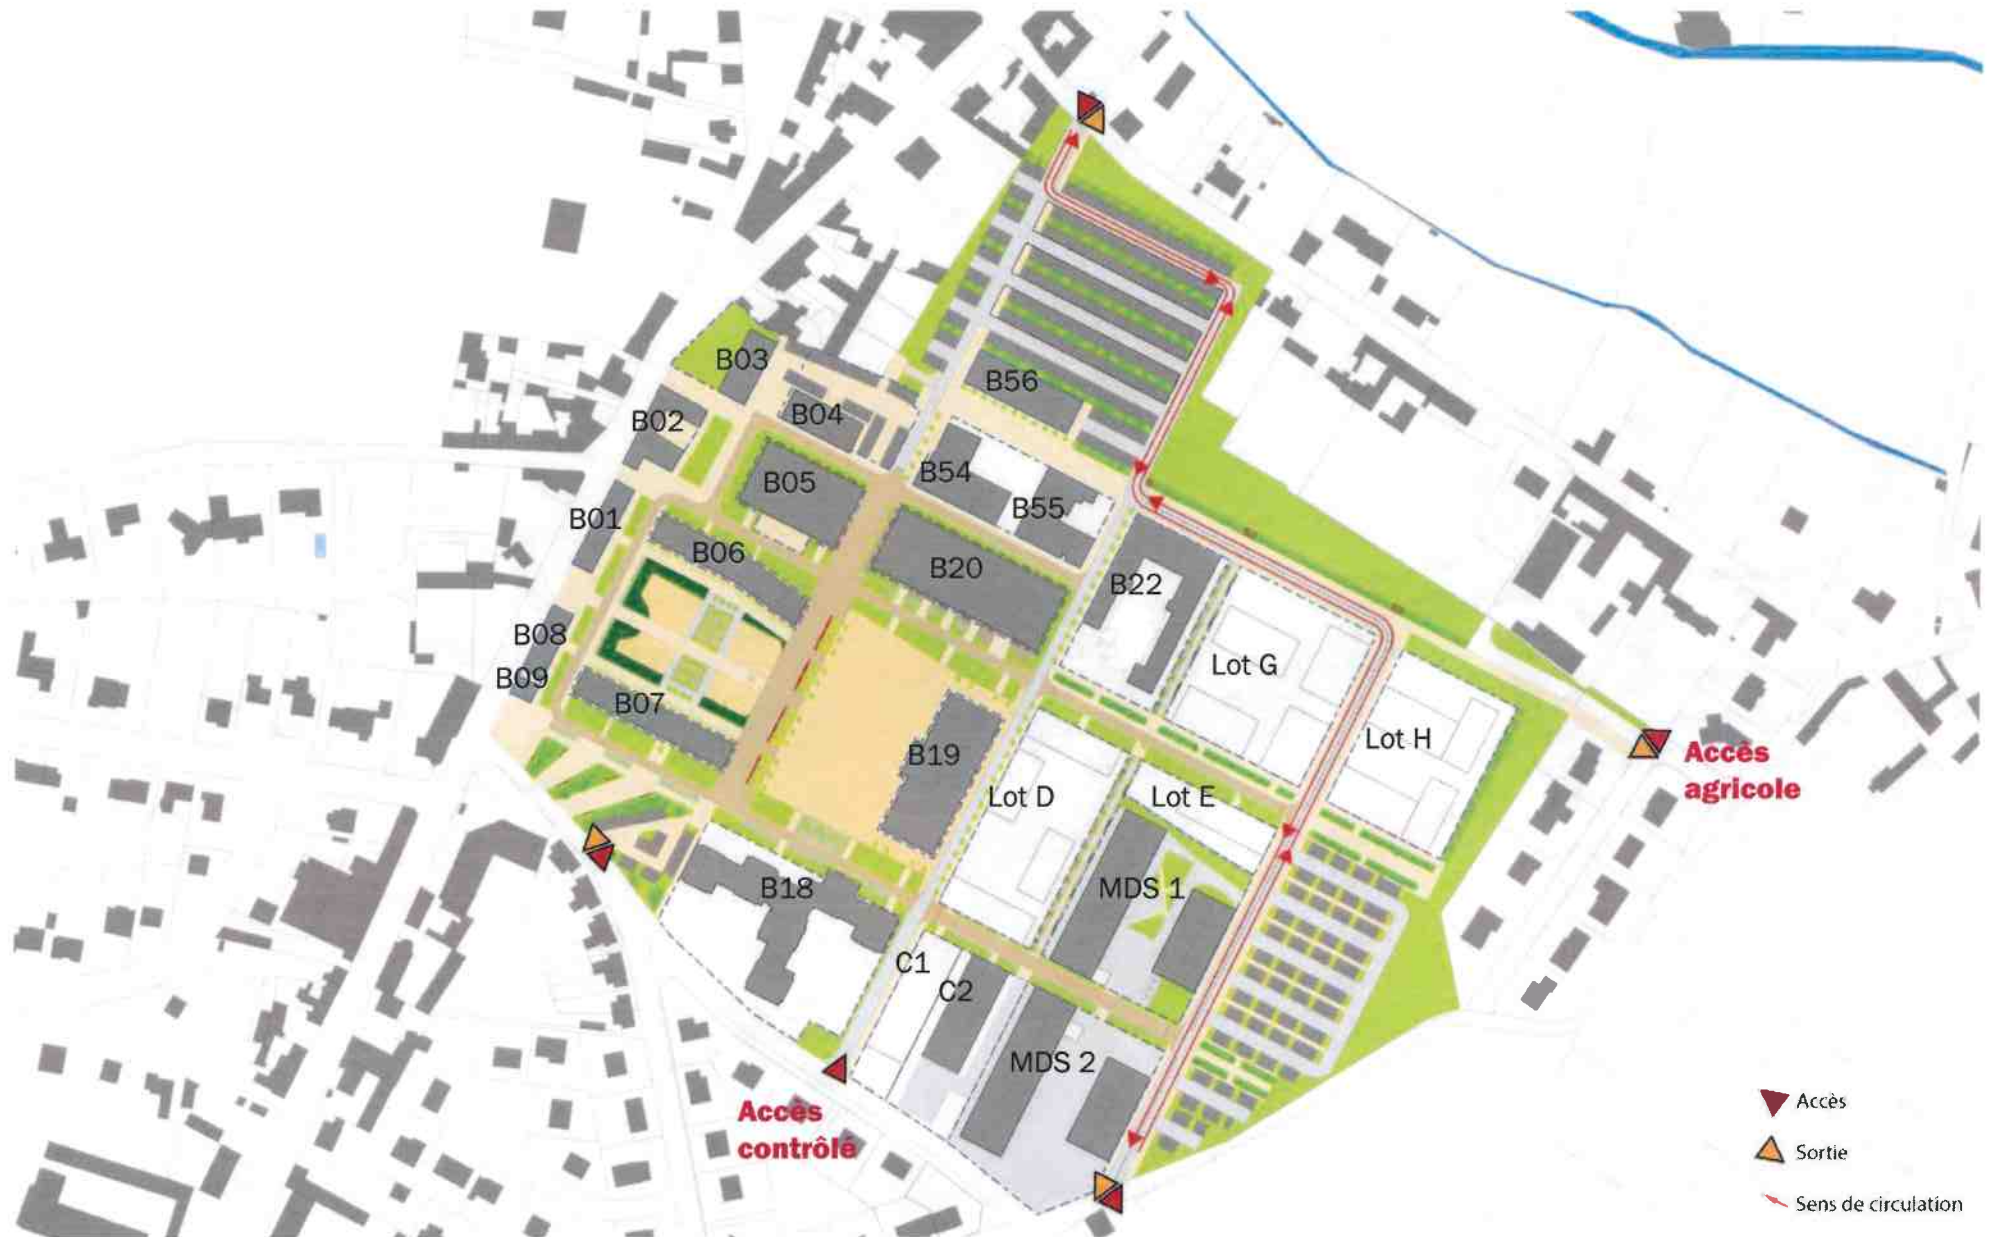 B03
B56
B04
B02
B54
B05
B55
B01
B06
B20
B22
B08
Lot G
B09
B07
Lot H
B19
Accès
agricole
Lot D
Lot E
B18
MDS 1
C1
C2
MDS 2
Accès
contrôlé
Accès
Sortie
Sens de circulation